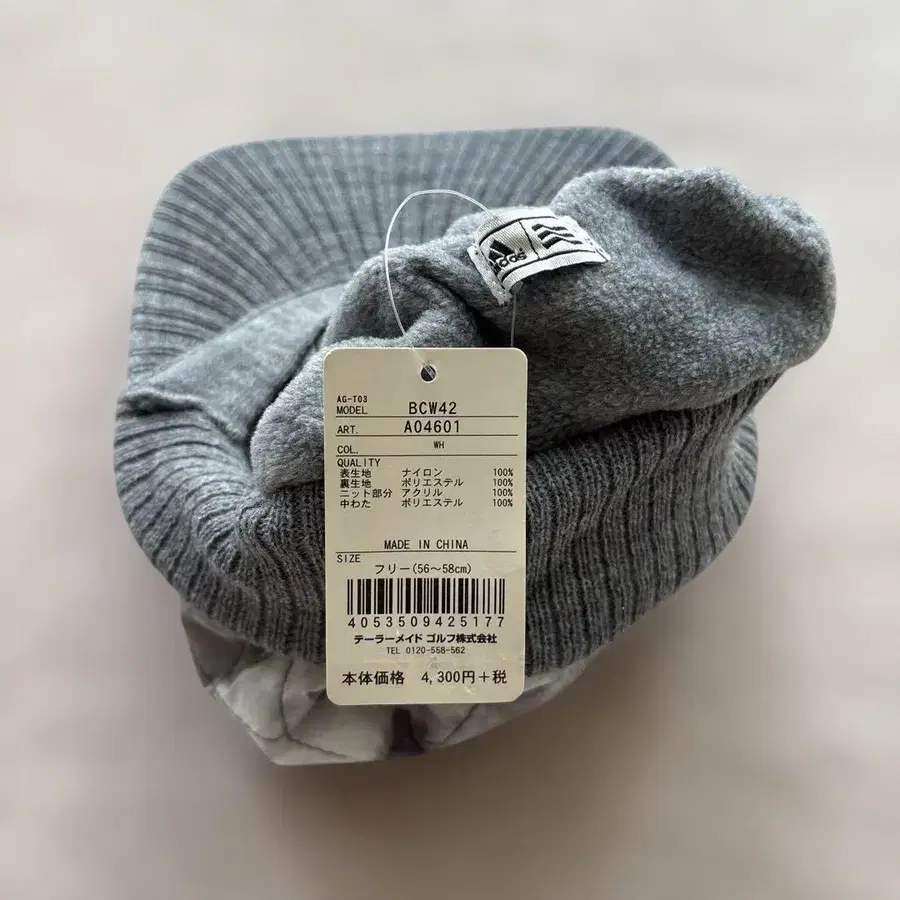 adidas
AG-T03
MODEL BCW42
ART. A04601
COL. WH
QUALITY
表生地 ナイロン 100%
裏生地 ポリエステル 100%
ニット部分 アクリル 100%
中わた ポリエステル 100%
MADE IN CHINA
SIZE
フリー(56～58cm)
4053509425177
テーラーメイド ゴルフ株式会社
TEL 0120-558-562
本体価格 4,300円+税